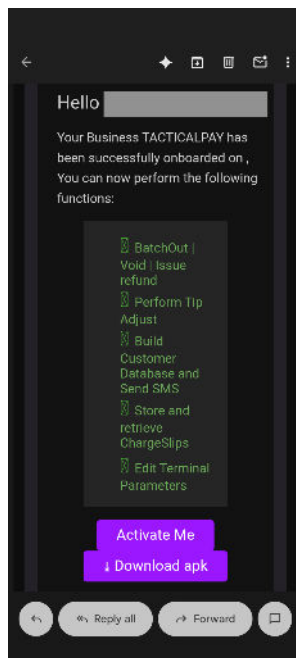 Hello
Your Business TACTICALPAY has
been successfully onboarded on ,
You can now perform the following
functions:
BatchOut |
Void | Issue
refund
Perform Tip
Adjust
Build
Customer
Database and
Send SMS
Store and
retrieve
ChargeSlips
Edit Terminal
Parameters
Activate Me
Download apk
Reply all
Forward